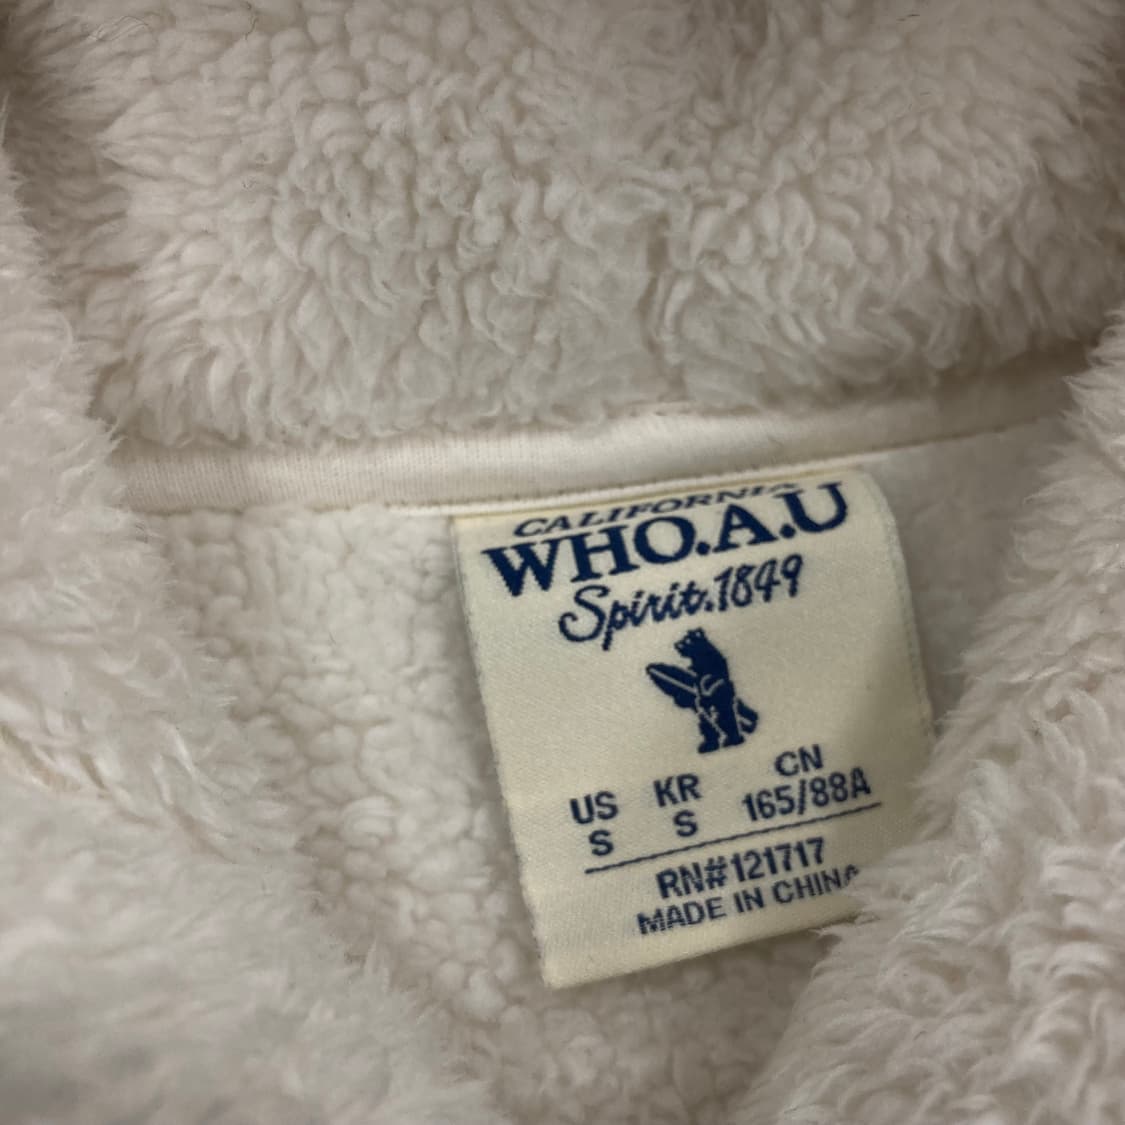 CALIFORNIA
WHO.A.U
Spirit.1849
US KR CN
S S 165/88A
RN#121717
MADE IN CHINA